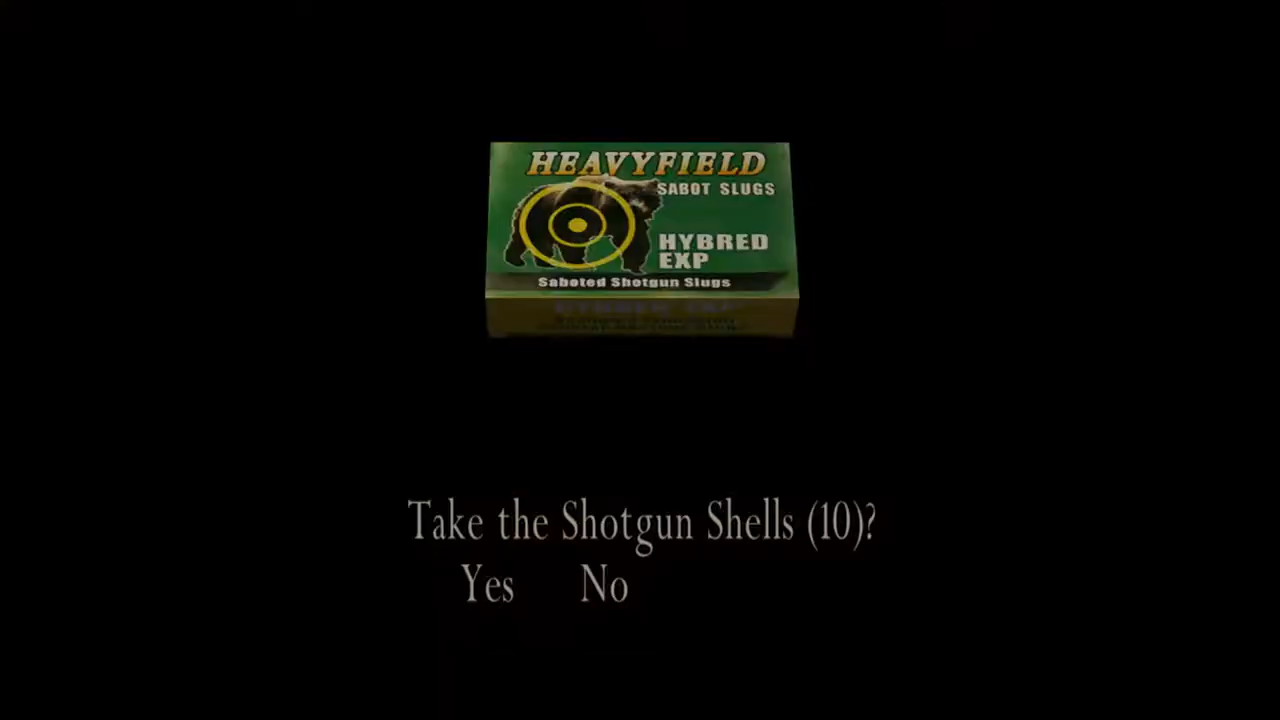 HEAVYFIELD
SABOT SLUGS
HYBRED
EXP
Saboted Shotgun Slugs
Take the Shotgun Shells (10)?
Yes No